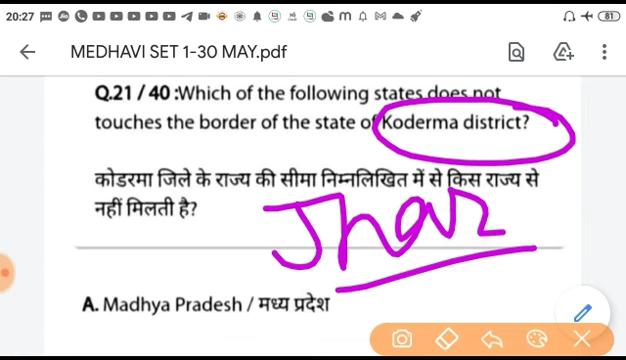 20:27
81
MEDHAVI SET 1-30 MAY.pdf
Q.21 / 40 :Which of the following states does not
touches the border of the state of Koderma district?
कोडरमा जिले के राज्य की सीमा निम्नलिखित में से किस राज्य से
नहीं मिलती है?
Jhar
A. Madhya Pradesh / मध्य प्रदेश